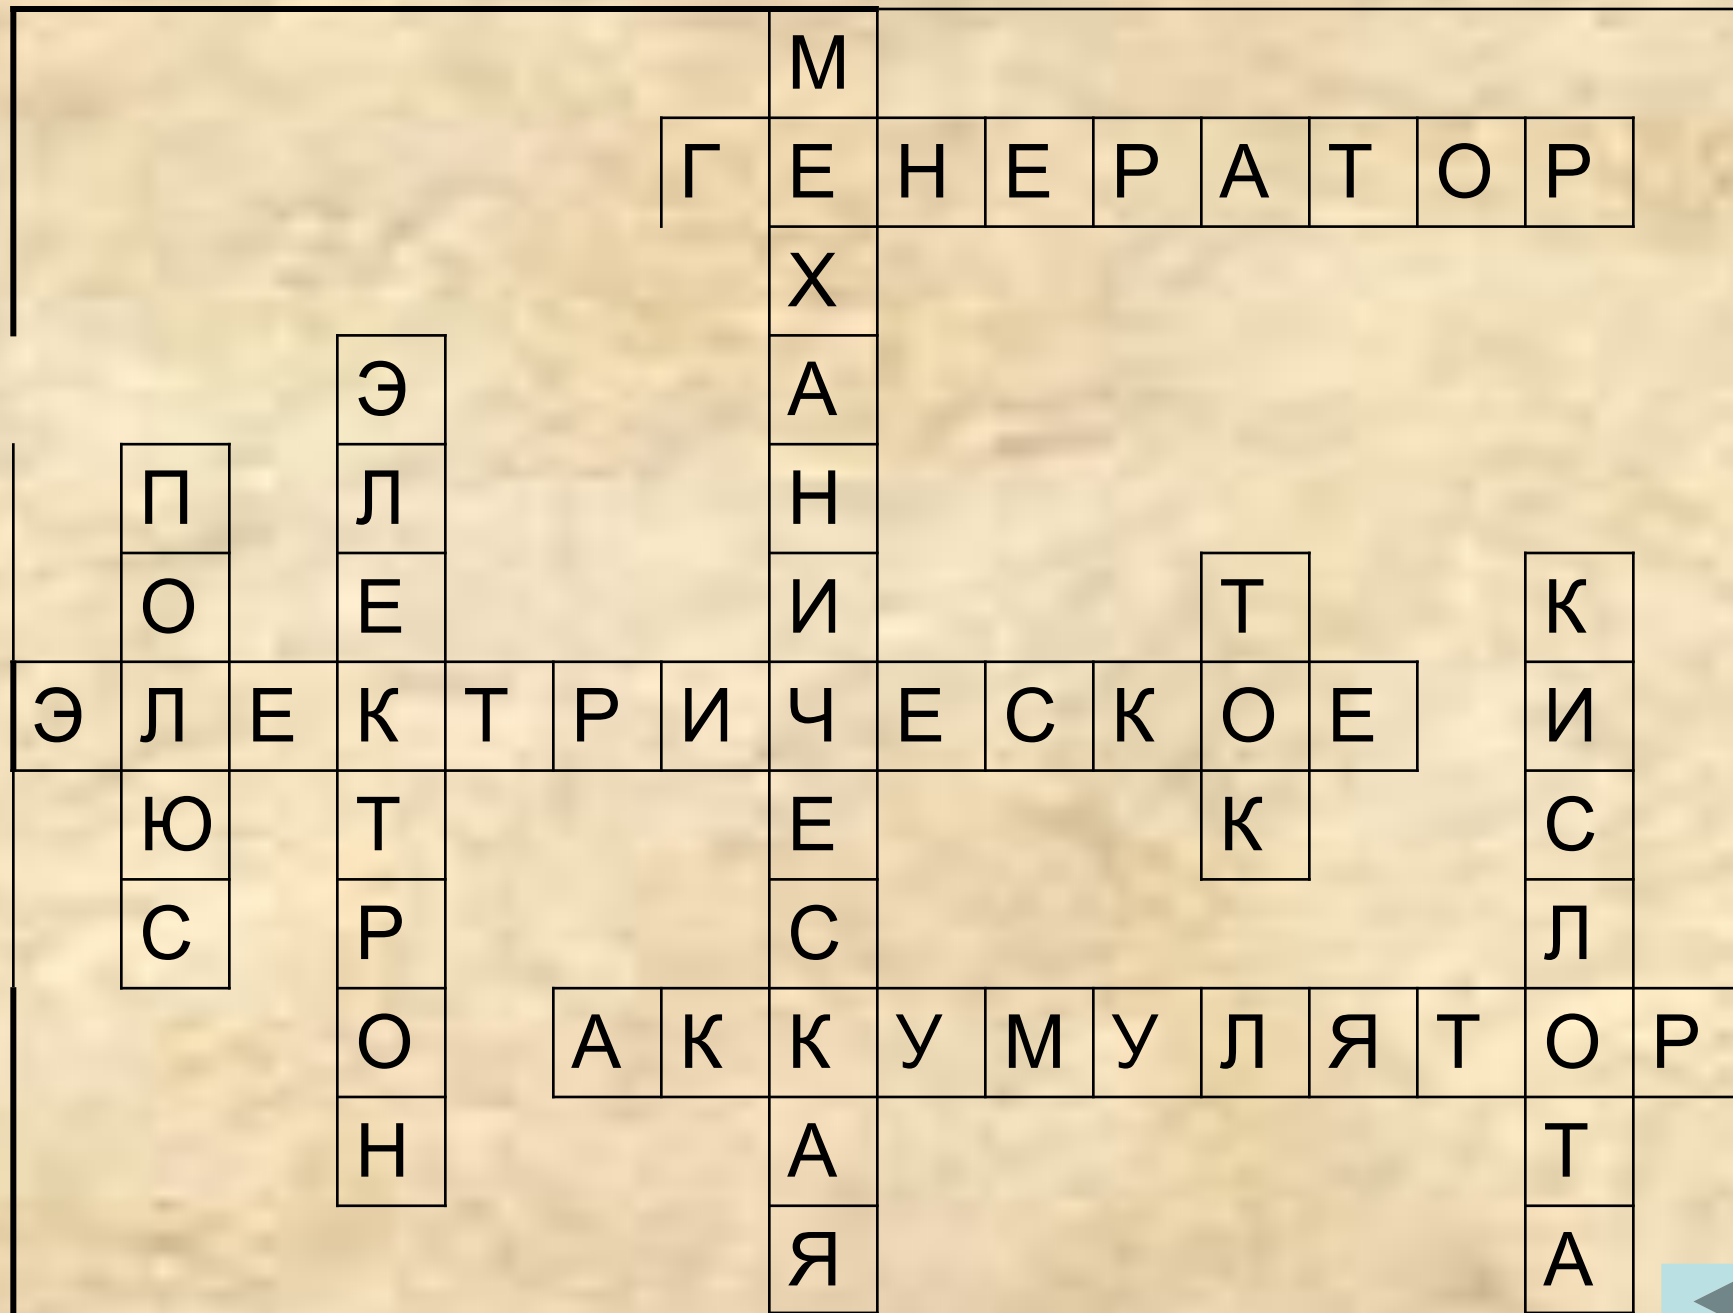 М
ГЕНЕРАТОР
Х
Э А
П Л Н
О Е И Т К
ЭЛЕКТРИЧЕСКОЕ И
Ю Т Е К С
С Р С Л
О АККУМУЛЯТОР
Н А Т
Я А